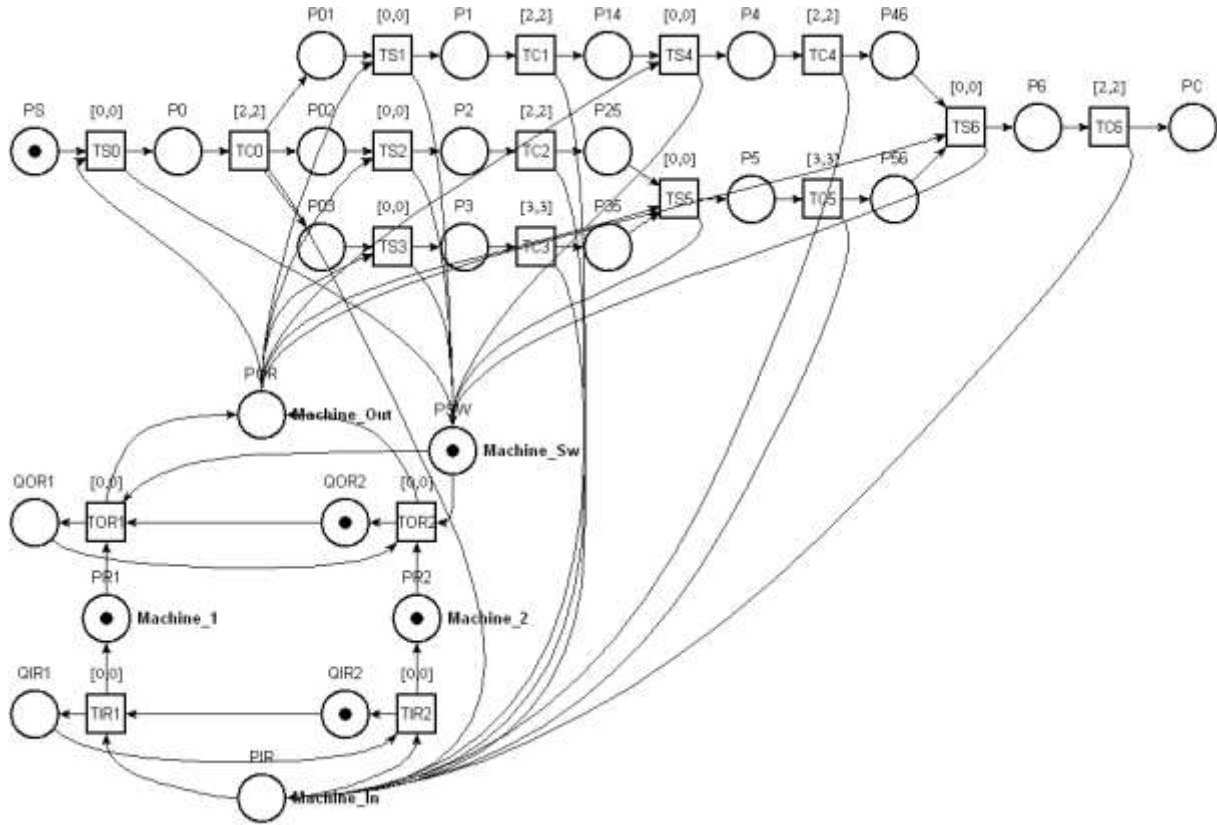 P01 [0,0] P1 [2,2] P14 [0,0] P4 [2,2] P46
TS1 TC1 TS4 TC4
PS [0,0] P0 [2,2] P02 [0,0] P2 [2,2] P25 [0,0] P6 [2,2] PC
TS0 TC0 TS2 TC2 TS6 TC6
[0,0] P5 [3,3] P56
TS5 TC5
P03 [0,0] P3 [3,3] P35
TS3 TC3
POR
Machine_Out
PSW
Machine_Sw
QOR1 [0,0] QOR2 [0,0]
TOR1 TOR2
PR1 PR2
Machine_1 Machine_2
QIR1 [0,0] QIR2 [0,0]
TIR1 TIR2
PIR
Machine_In